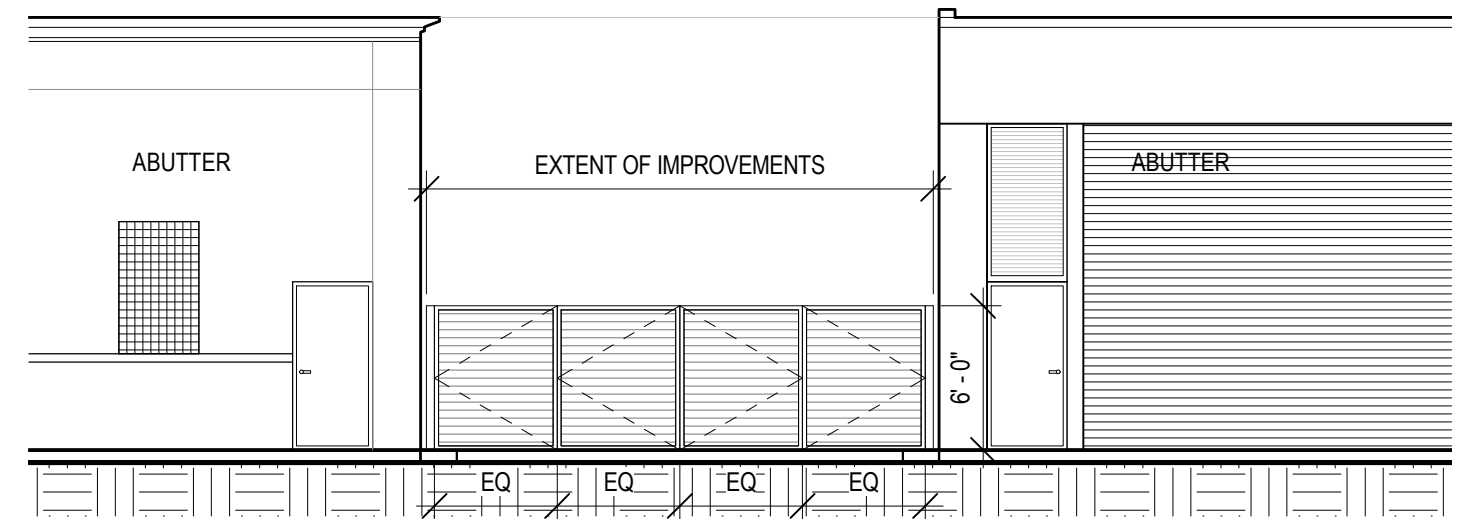 ABUTTER
EXTENT OF IMPROVEMENTS
ABUTTER
6' - 0"
EQ
EQ
EQ
EQ